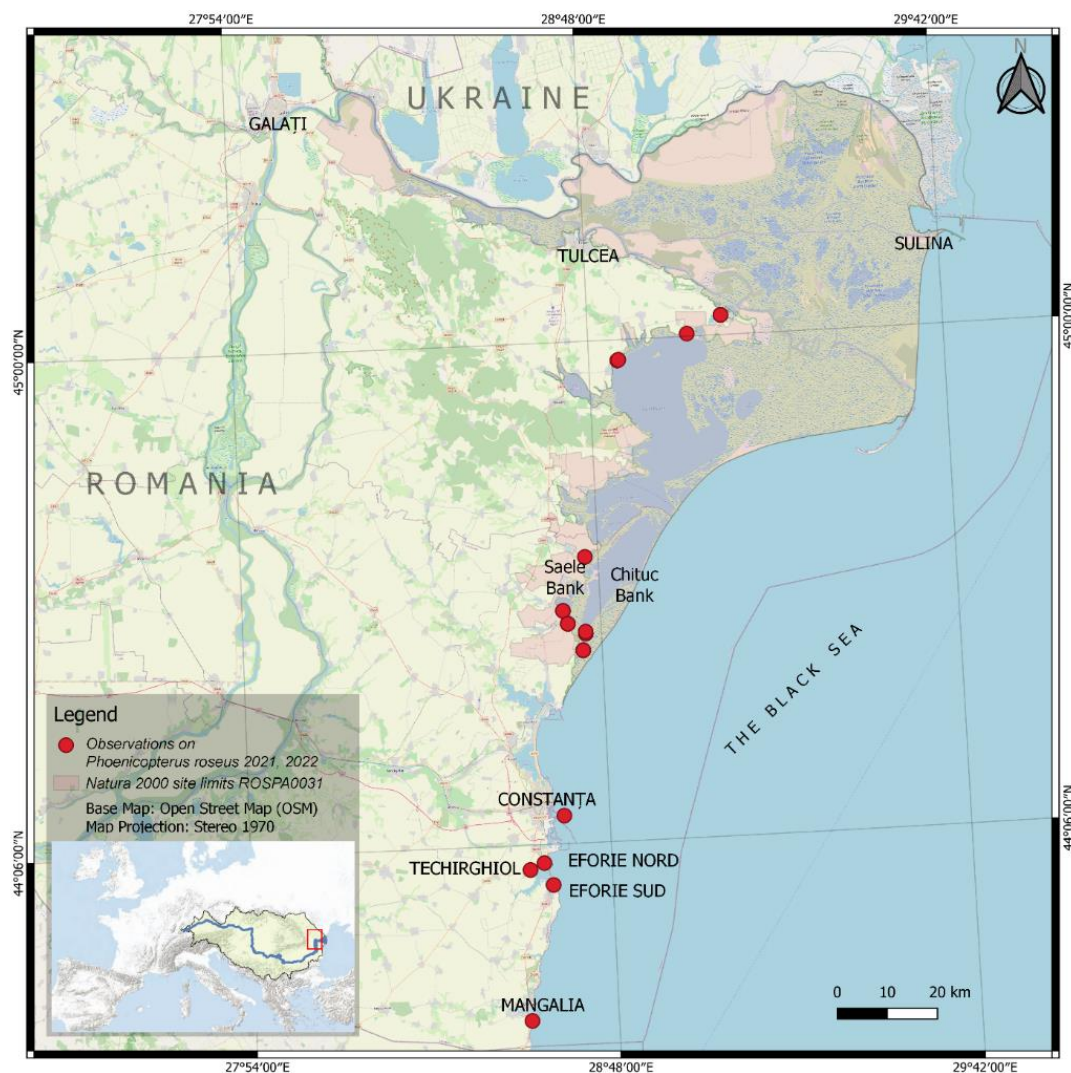 27°54′00″E
28°48′00″E
29°42′00″E
N
UKRAINE
GALAȚI
TULCEA
SULINA
45°00′00″N
45°00′00″N
ROMANIA
Saele
Bank
Chituc
Bank
THE BLACK SEA
Legend
Observations on
Phoenicopterus roseus 2021, 2022
Natura 2000 site limits ROSPA0031
Base Map: Open Street Map (OSM)
Map Projection: Stereo 1970
CONSTANȚA
44°06′00″N
44°06′00″N
TECHIRGHIOL
EFORIE NORD
EFORIE SUD
MANGALIA
0 10 20 km
27°54′00″E
28°48′00″E
29°42′00″E